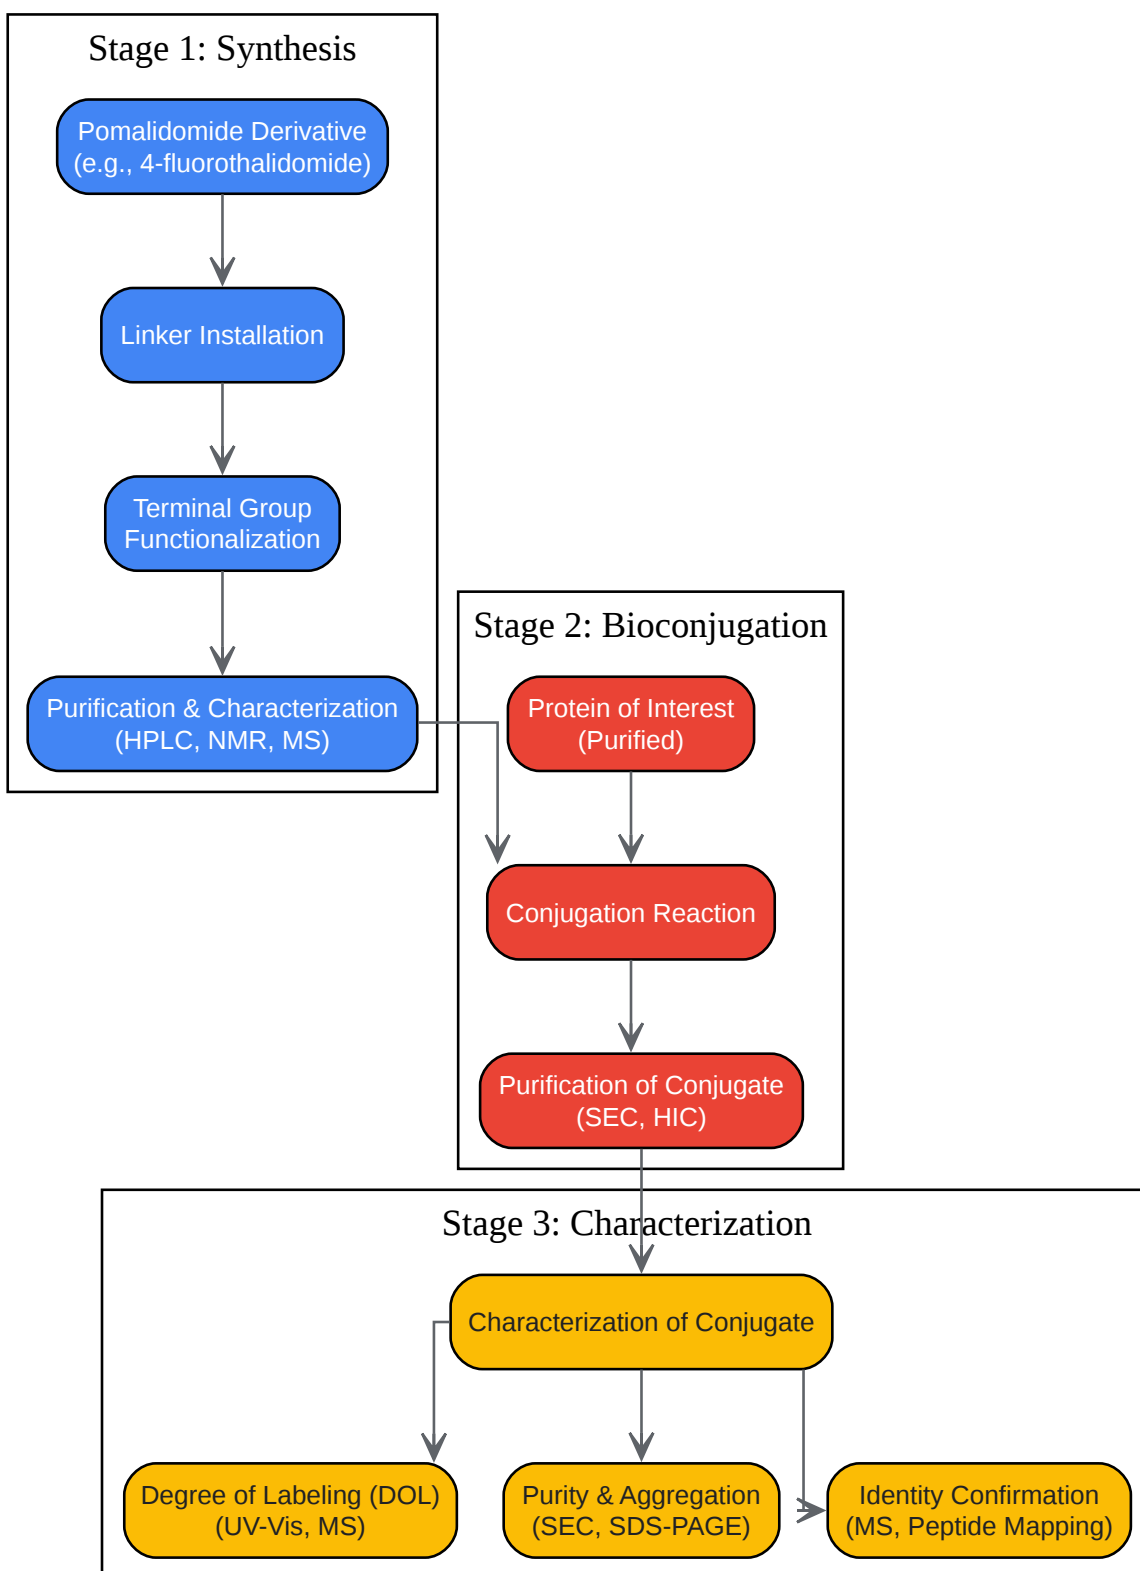 Stage 1: Synthesis
Pomalidomide Derivative
(e.g., 4-fluorothalidomide)
Linker Installation
Terminal Group
Functionalization
Purification & Characterization
(HPLC, NMR, MS)
Stage 2: Bioconjugation
Protein of Interest
(Purified)
Conjugation Reaction
Purification of Conjugate
(SEC, HIC)
Stage 3: Characterization
Characterization of Conjugate
Degree of Labeling (DOL)
(UV-Vis, MS)
Purity & Aggregation
(SEC, SDS-PAGE)
Identity Confirmation
(MS, Peptide Mapping)